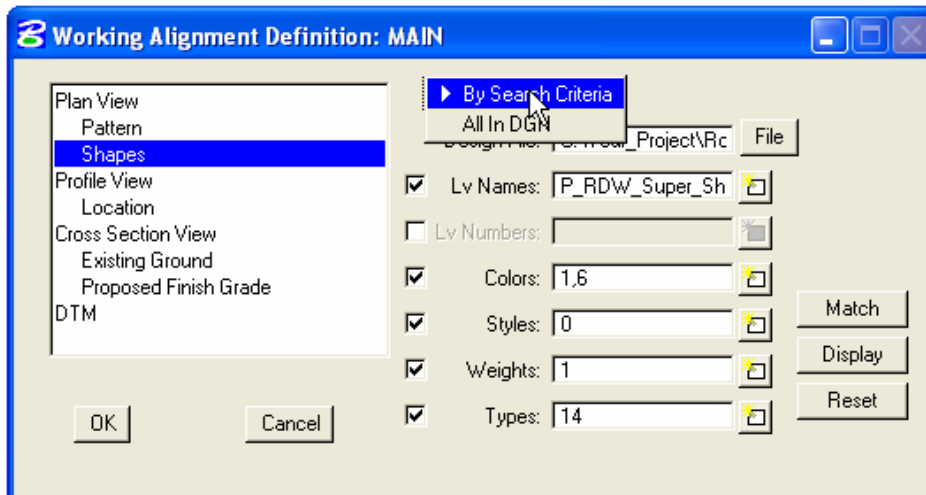 Working Alignment Definition: MAIN
Plan View
Pattern
Shapes
Profile View
Location
Cross Section View
Existing Ground
Proposed Finish Grade
DTM
By Search Criteria
All In DGN
Design File: File
Lv Names: P_RDW_Super_Sh
Lv Numbers:
Colors: 1,6
Styles: 0
Weights: 1
Types: 14
Match
Display
Reset
OK Cancel